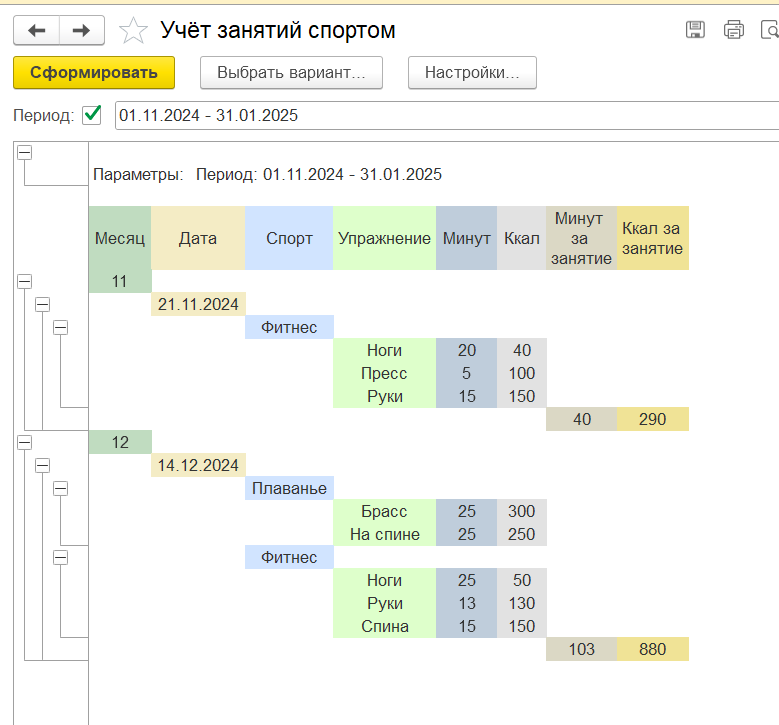 Учёт занятий спортом
Сформировать Выбрать вариант... Настройки...
Период: 01.11.2024 - 31.01.2025
Параметры: Период: 01.11.2024 - 31.01.2025
Месяц Дата Спорт Упражнение Минут Ккал Минут за занятие Ккал за занятие
11
21.11.2024
Фитнес
Ноги 20 40
Пресс 5 100
Руки 15 150
40 290
12
14.12.2024
Плаванье
Брасс 25 300
На спине 25 250
Фитнес
Ноги 25 50
Руки 13 130
Спина 15 150
103 880